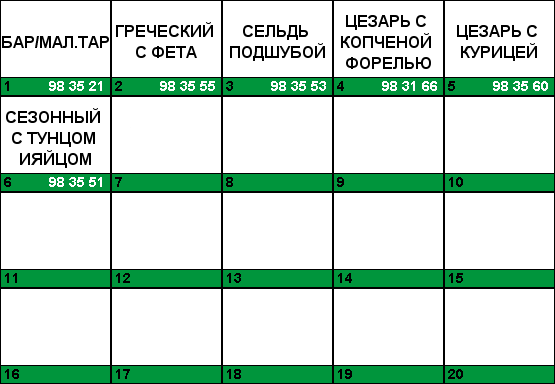 БАР/МАЛ.ТАР
1 98 35 21
ГРЕЧЕСКИЙ
С ФЕТА
2 98 35 55
СЕЛЬДЬ
ПОДШУБОЙ
3 98 35 53
ЦЕЗАРЬ С
КОПЧЕНОЙ
ФОРЕЛЬЮ
4 98 31 66
ЦЕЗАРЬ С
КУРИЦЕЙ
5 98 35 60
СЕЗОННЫЙ
С ТУНЦОМ
ИЯЙЦОМ
6 98 35 51
7
8
9
10
11
12
13
14
15
16
17
18
19
20